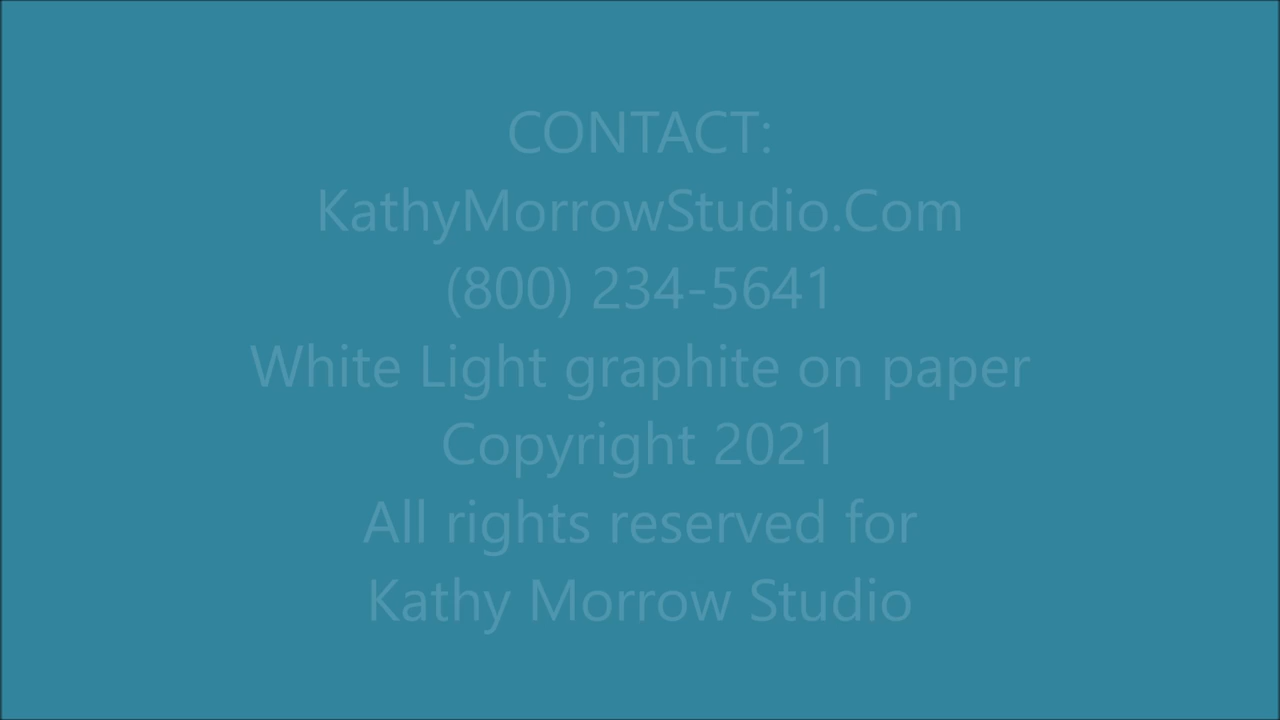 CONTACT:
KathyMorrowStudio.Com
(800) 234-5641
White Light graphite on paper
Copyright 2021
All rights reserved for
Kathy Morrow Studio